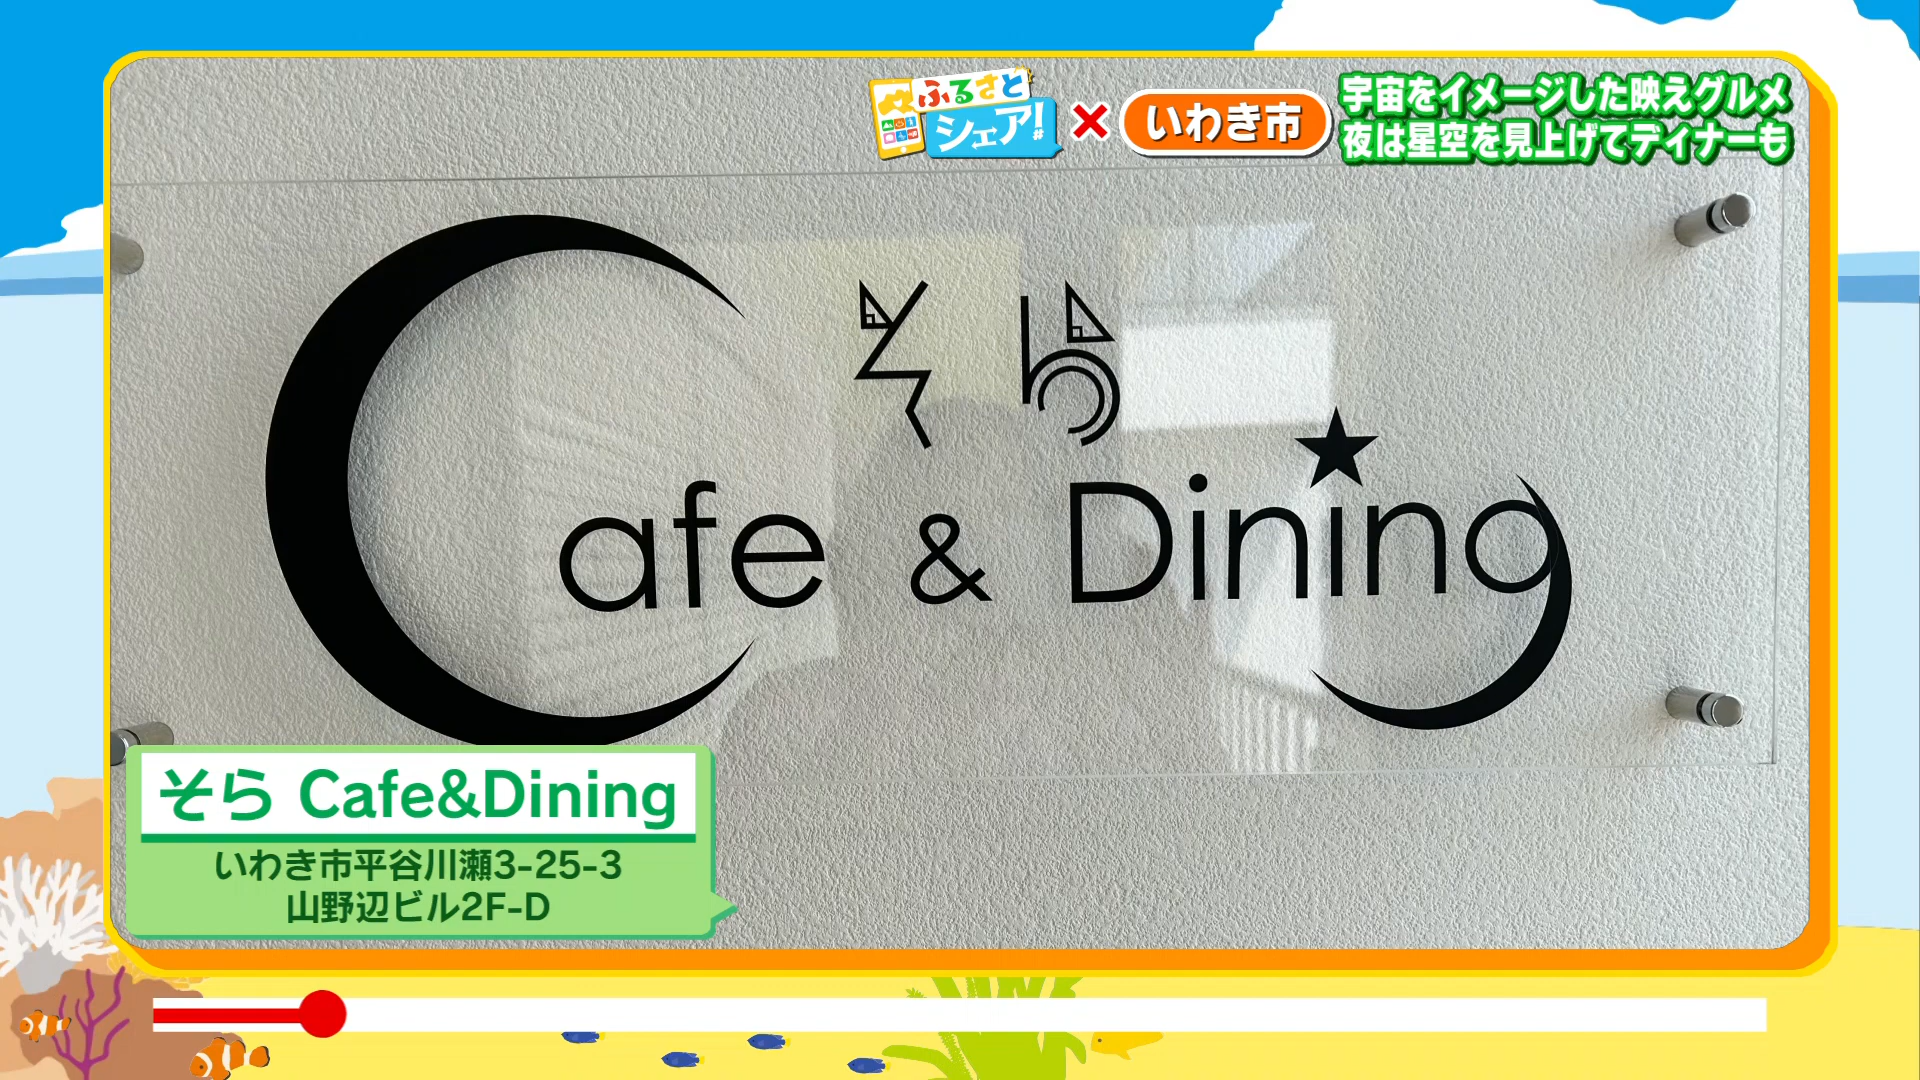 ふるさと
シェア!
×
いわき市
宇宙をイメージした映えグルメ
夜は星空を見上げてディナーも
そら
Cafe & Dining
そら Cafe&Dining
いわき市平谷川瀬3-25-3
山野辺ビル2F-D